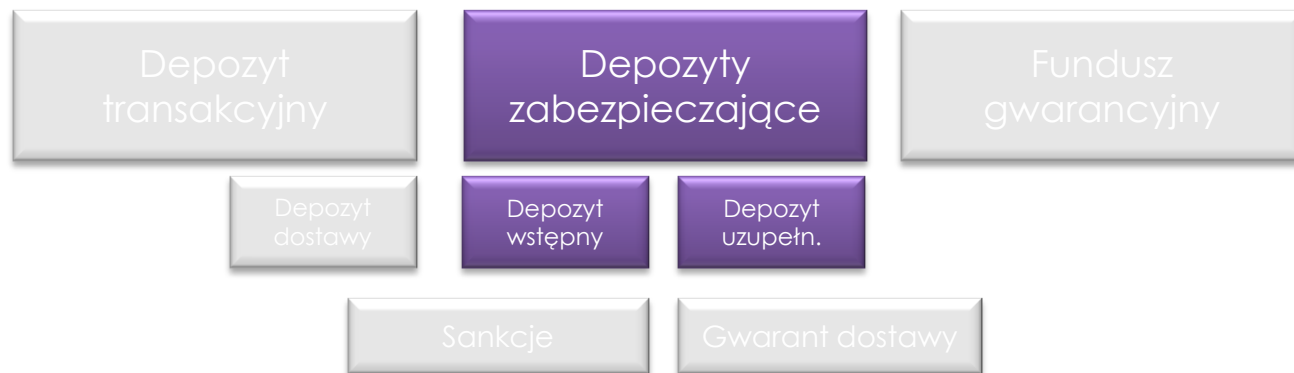 Depozyt
transakcyjny
Depozyty
zabezpieczające
Fundusz
gwarancyjny
Depozyt
dostawy
Depozyt
wstępny
Depozyt
uzupełn.
Sankcje
Gwarant dostawy